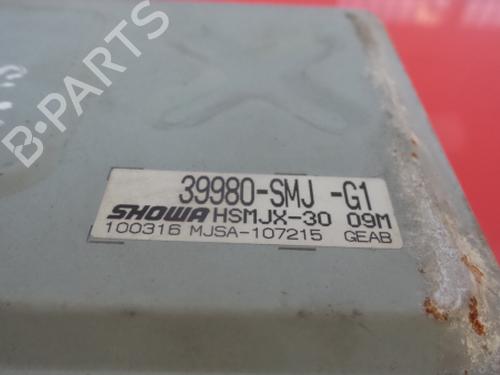 B-PARTS
39980-SMJ -G1
SHOWA HSMJX-30 09M
100316 MJSA-107215 GEAB